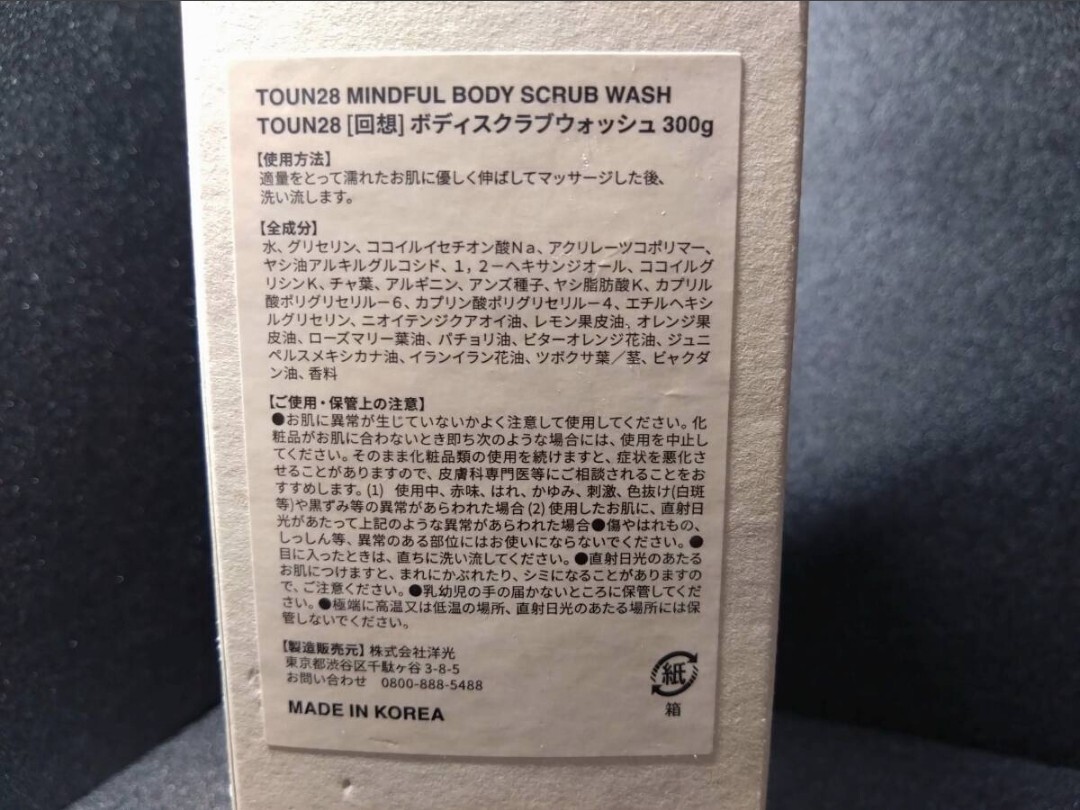 TOUN28 MINDFUL BODY SCRUB WASH
TOUN28 [回想] ボディスクラブウォッシュ 300g
【使用方法】
適量をとって濡れたお肌に優しく伸ばしてマッサージした後、
洗い流します。
【全成分】
水、グリセリン、ココイルイセチオン酸Ｎａ、アクリレーツコポリマー、
ヤシ油アルキルグルコシド、１，２－ヘキサンジオール、ココイルグ
リシンＫ、チャ葉、アルギニン、アンズ種子、ヤシ脂肪酸Ｋ、カプリル
酸ポリグリセリル－６、カプリン酸ポリグリセリル－４、エチルヘキシ
ルグリセリン、ニオイテンジクアオイ油、レモン果皮油、オレンジ果
皮油、ローズマリー葉油、パチョリ油、ビターオレンジ花油、ジュニ
ペルスメキシカナ油、イランイラン花油、ツボクサ葉／茎、ビャクダ
ン油、香料
【ご使用・保管上の注意】
●お肌に異常が生じていないかよく注意して使用してください。化
粧品がお肌に合わないとき即ち次のような場合には、使用を中止し
てください。そのまま化粧品類の使用を続けますと、症状を悪化さ
せることがありますので、皮膚科専門医等にご相談されることをお
すすめします。(1) 使用中、赤味、はれ、かゆみ、刺激、色抜け(白斑
等)や黒ずみ等の異常があらわれた場合 (2) 使用したお肌に、直射日
光があたって上記のような異常があらわれた場合●傷やはれもの、
しっしん等、異常のある部位にはお使いにならないでください。●
目に入ったときは、直ちに洗い流してください。●直射日光のあたる
お肌につけますと、まれにかぶれたり、シミになることがありますの
で、ご注意ください。●乳幼児の手の届かないところに保管してくだ
さい。●極端に高温又は低温の場所、直射日光のあたる場所には保
管しないでください。
【製造販売元】株式会社洋光
東京都渋谷区千駄ヶ谷 3-8-5
お問い合わせ 0800-888-5488
MADE IN KOREA
紙
箱